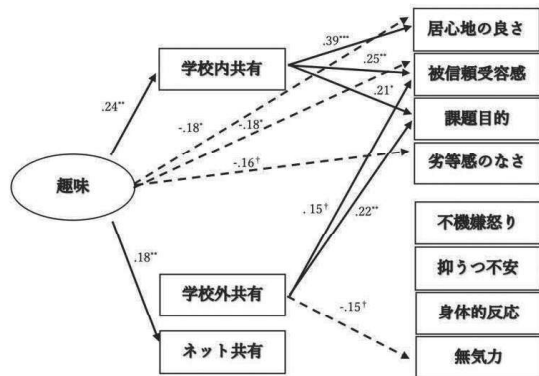 居心地の良さ
.39***
学校内共有
.25**
被信頼受容感
.21*
.24**
-.18*
-.18*
課題目的
-.16†
劣等感のなさ
趣味
.15†
.22**
不機嫌怒り
.18**
抑うつ不安
学校外共有
-.15†
身体的反応
ネット共有
無気力